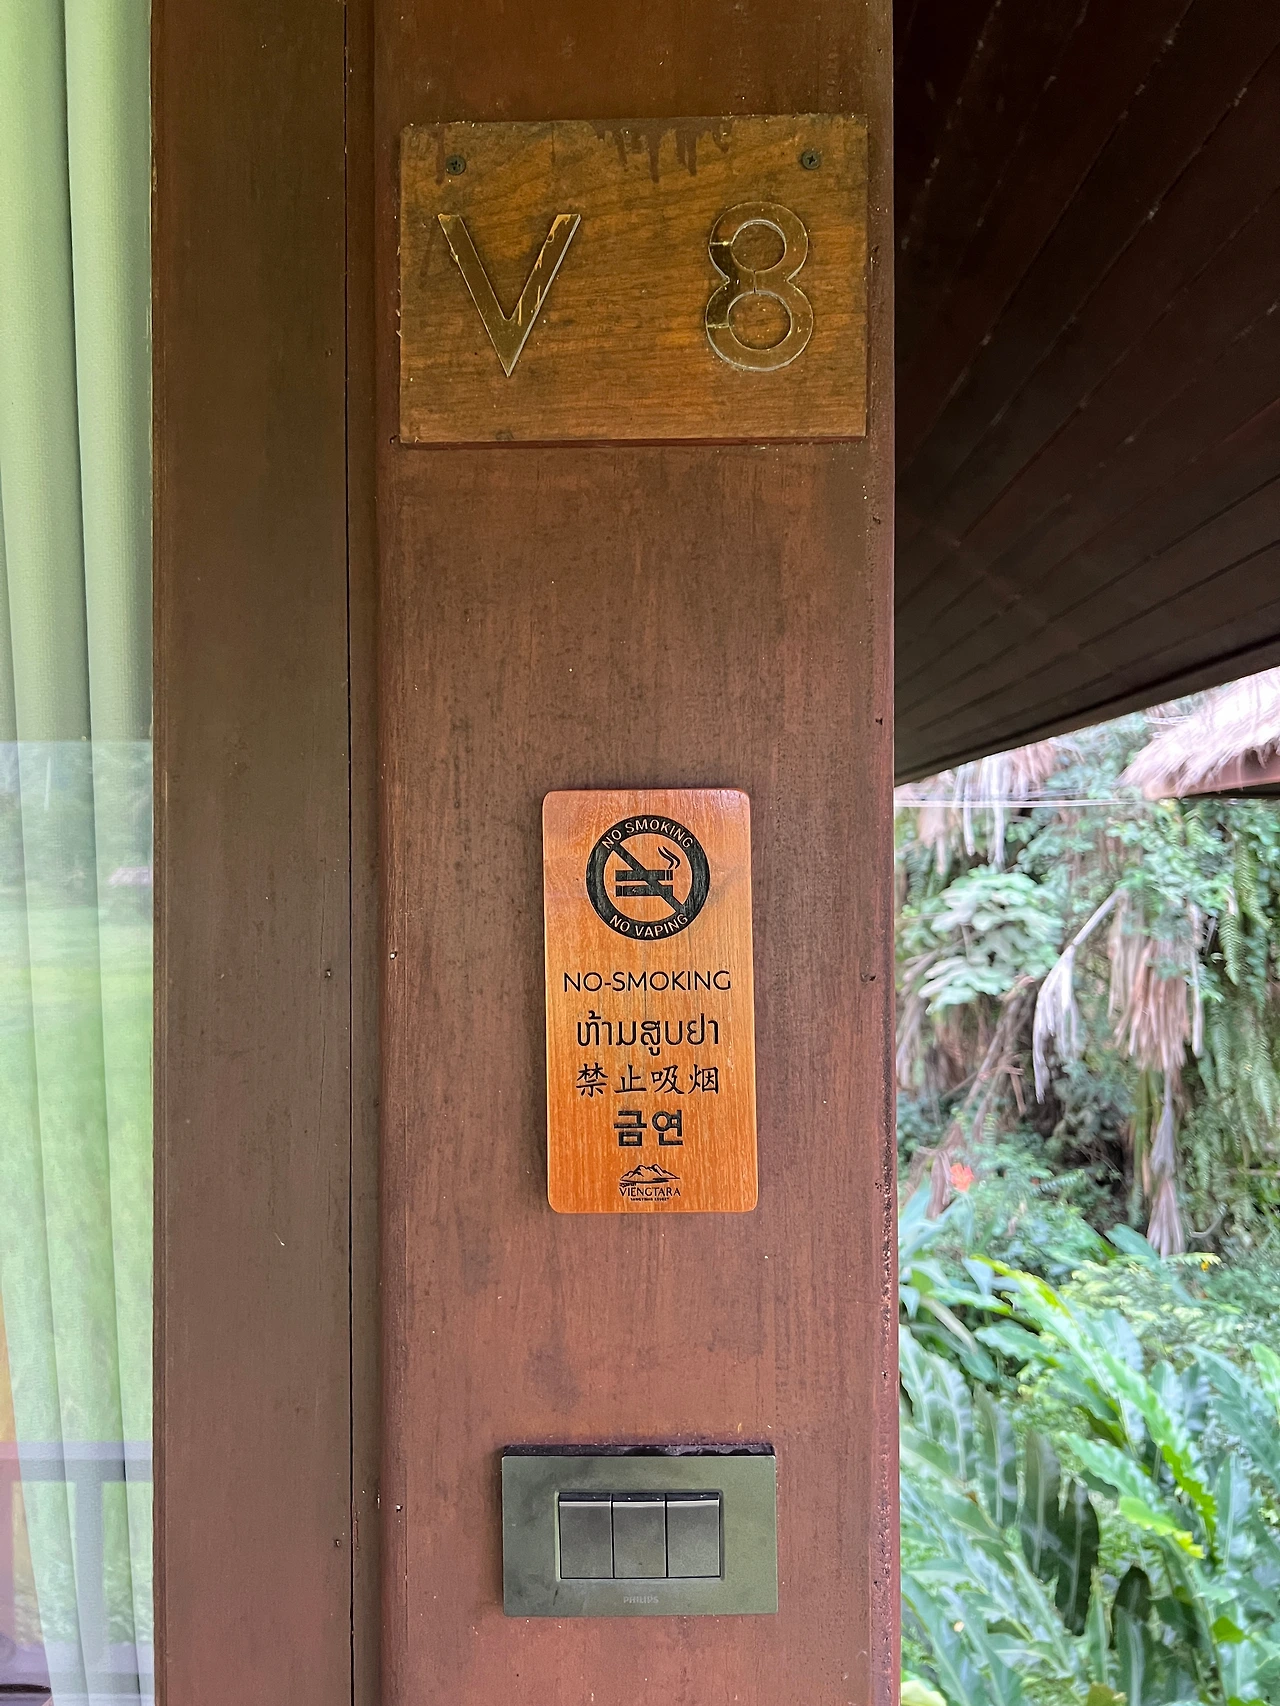 V 8
NO SMOKING
NO VAPING
NO-SMOKING
ຫ້າມສູບຢາ
禁止吸烟
금연
VIENGTARA
PHILIPS